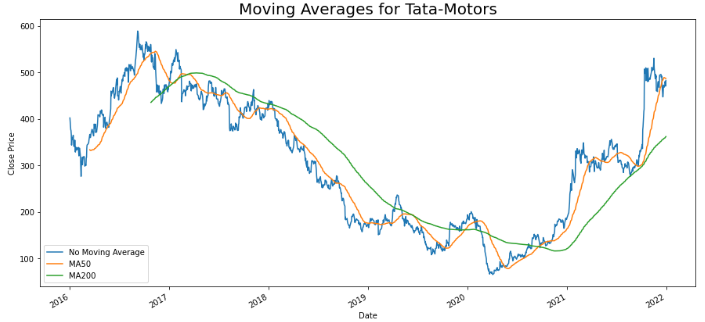 Moving Averages for Tata-Motors
600
500
400
300
200
100
Close Price
No Moving Average
MA50
MA200
2016
2017
2018
2019
2020
2021
2022
Date